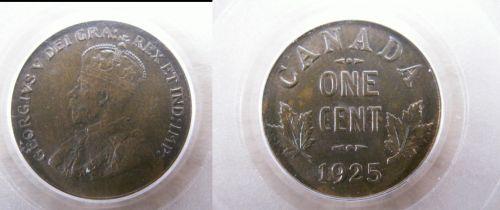 GEORGIVS V DEI GRA: REX ET IND: IMP:
CANADA
ONE
CENT
1925